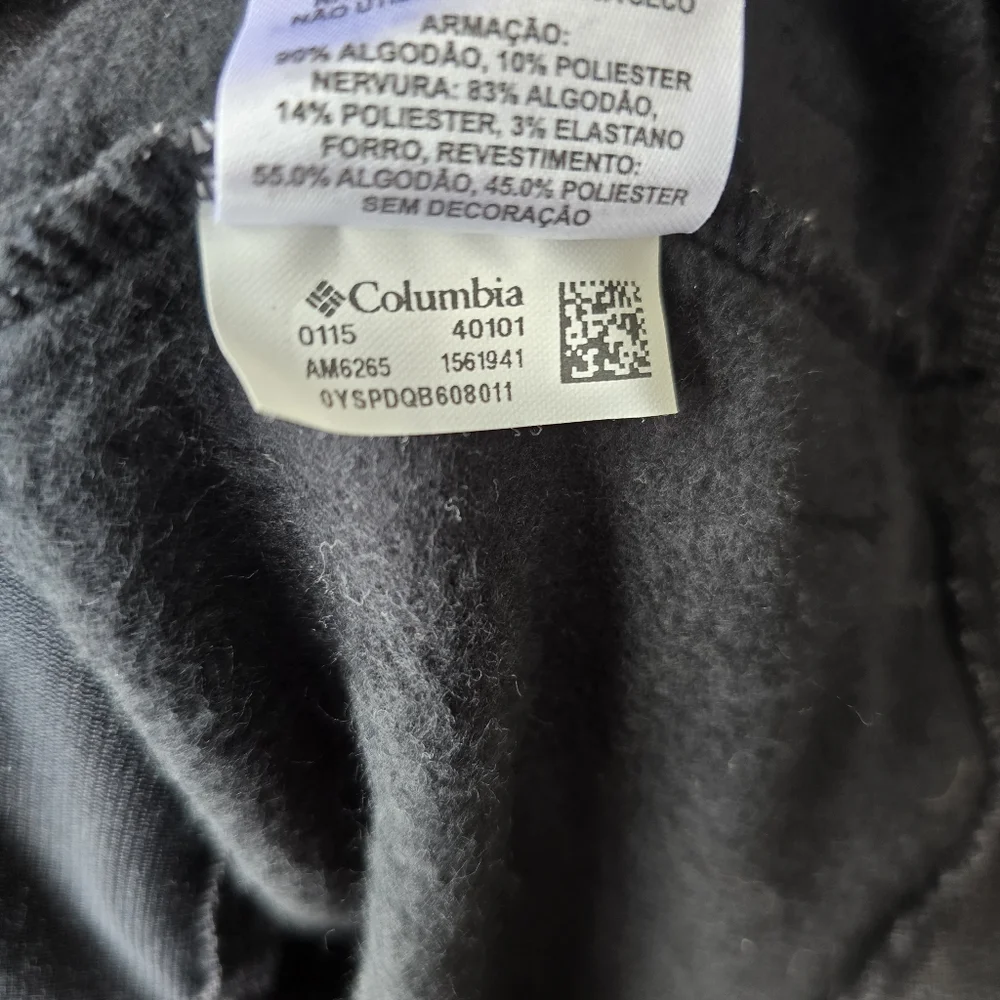 NÃO
ARMAÇÃO:
90% ALGODÃO, 10% POLIESTER
NERVURA: 83% ALGODÃO,
14% POLIESTER, 3% ELASTANO
FORRO, REVESTIMENTO:
55.0% ALGODÃO, 45.0% POLIESTER
SEM DECORAÇÃO
Columbia
0115 40101
AM6265 1561941
0YSPDQB608011